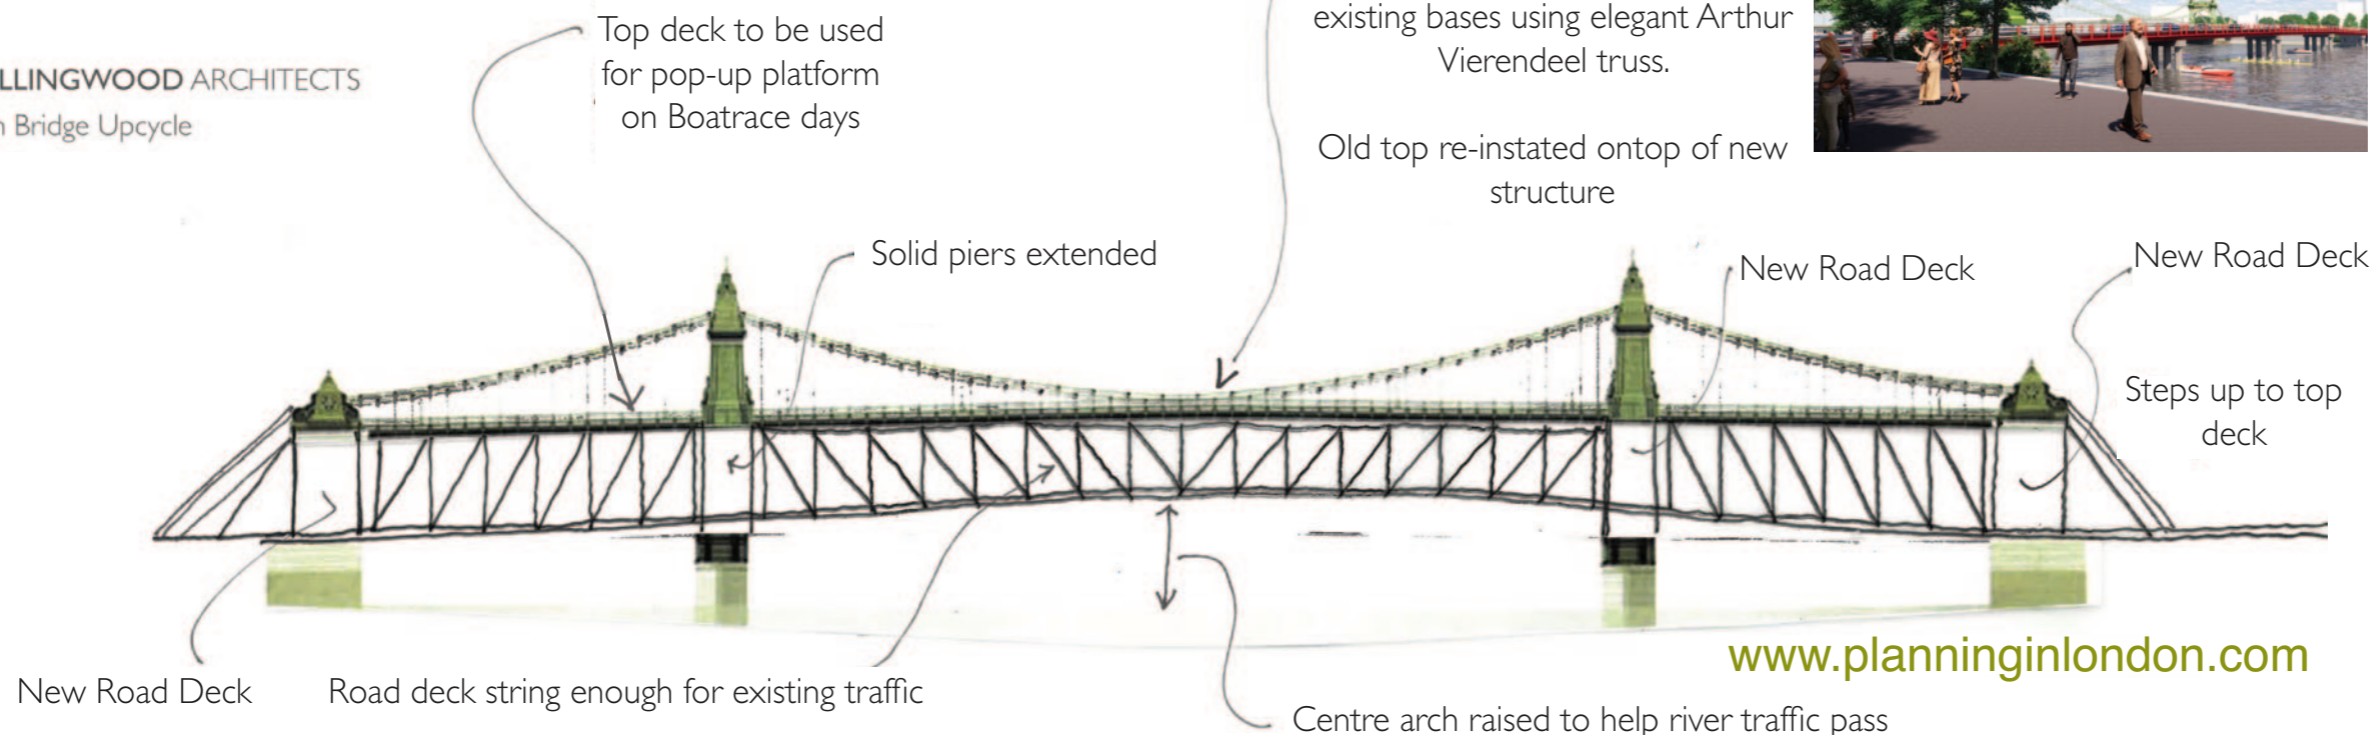 LLINGWOOD ARCHITECTS
n Bridge Upcycle
Top deck to be used
for pop-up platform
on Boatrace days
existing bases using elegant Arthur
Vierendeel truss.
Old top re-instated ontop of new
structure
Solid piers extended
New Road Deck
New Road Deck
Steps up to top
deck
New Road Deck
Road deck string enough for existing traffic
Centre arch raised to help river traffic pass
www.planninginlondon.com